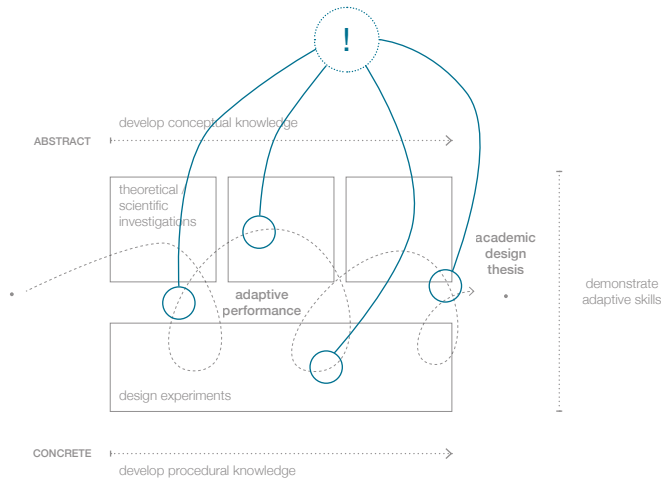 !
develop conceptual knowledge
ABSTRACT
theoretical /
scientific
investigations
academic
design
thesis
adaptive
performance
demonstrate
adaptive skills
design experiments
CONCRETE
develop procedural knowledge